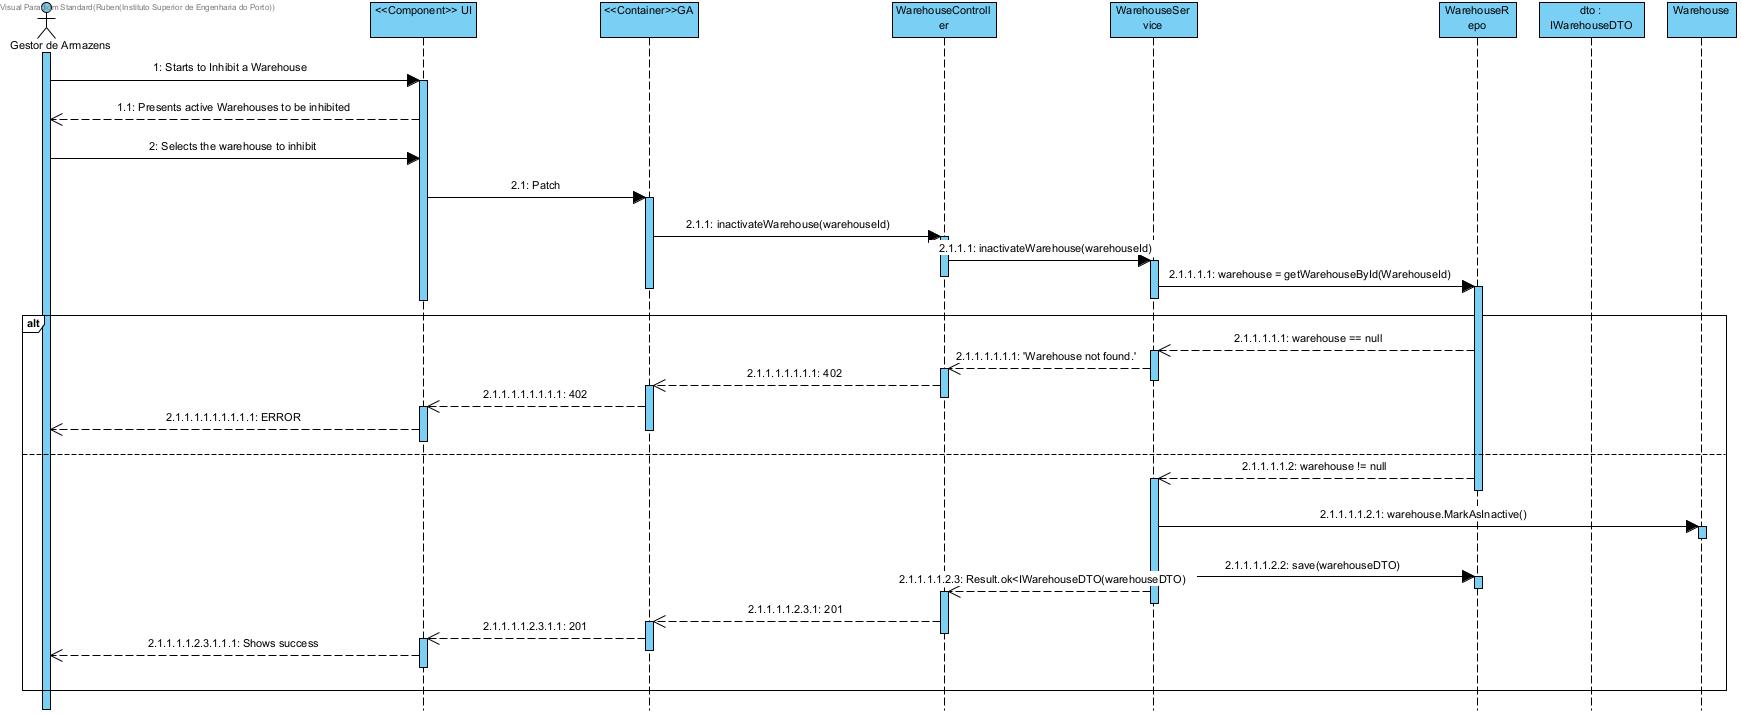 Visual Para
m Standard(Ruben(Instituto Superior de Engenharia do Porto))
Gestor de Armazens
<<Component>> UI
<<Container>>GA
WarehouseControll
er
WarehouseSer
vice
WarehouseR
epo
dto :
IWarehouseDTO
Warehouse
1: Starts to Inhibit a Warehouse
1.1: Presents active Warehouses to be inhibited
2: Selects the warehouse to inhibit
2.1: Patch
2.1.1: inactivateWarehouse(warehouseId)
2.1.1.1: inactivateWarehouse(warehouseId)
2.1.1.1.1: warehouse = getWarehouseById(WarehouseId)
alt
2.1.1.1.1.1: warehouse == null
2.1.1.1.1.1.1: 'Warehouse not found.'
2.1.1.1.1.1.1.1: 402
2.1.1.1.1.1.1.1.1: 402
2.1.1.1.1.1.1.1.1.1: ERROR
2.1.1.1.1.2: warehouse != null
2.1.1.1.1.2.1: warehouse.MarkAsInactive()
2.1.1.1.1.2.2: save(warehouseDTO)
2.1.1.1.1.2.3: Result.ok<IWarehouseDTO(warehouseDTO)
2.1.1.1.1.2.3.1: 201
2.1.1.1.1.2.3.1.1: 201
2.1.1.1.1.2.3.1.1.1: Shows success